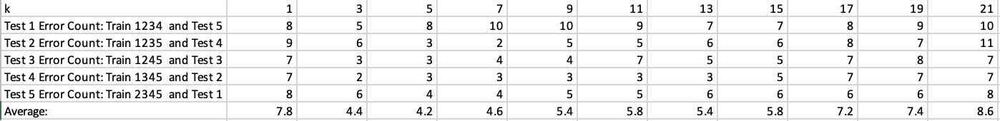 k 1 3 5 7 9 11 13 15 17 19 21
Test 1 Error Count: Train 1234 and Test 5 8 5 8 10 10 9 7 7 8 9 10
Test 2 Error Count: Train 1235 and Test 4 9 6 3 2 5 5 6 6 8 7 11
Test 3 Error Count: Train 1245 and Test 3 7 3 3 4 4 7 5 5 7 8 7
Test 4 Error Count: Train 1345 and Test 2 7 2 3 3 3 3 3 5 7 7 7
Test 5 Error Count: Train 2345 and Test 1 8 6 4 4 5 5 6 6 6 6 8
Average: 7.8 4.4 4.2 4.6 5.4 5.8 5.4 5.8 7.2 7.4 8.6